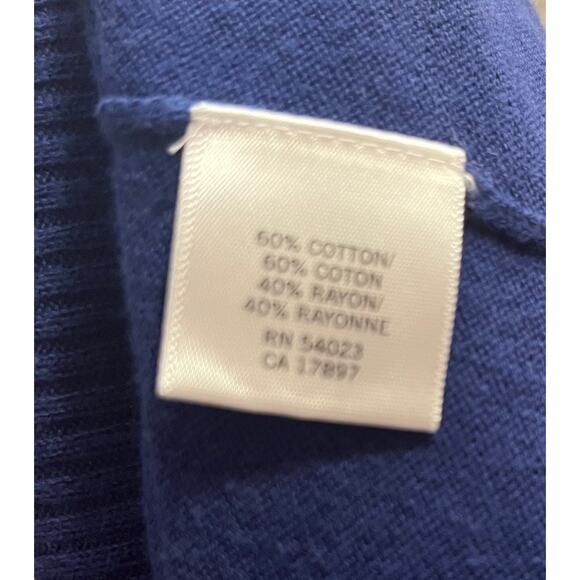 60% COTTON/
60% COTON
40% RAYON/
40% RAYONNE
RN 54023
CA 17897